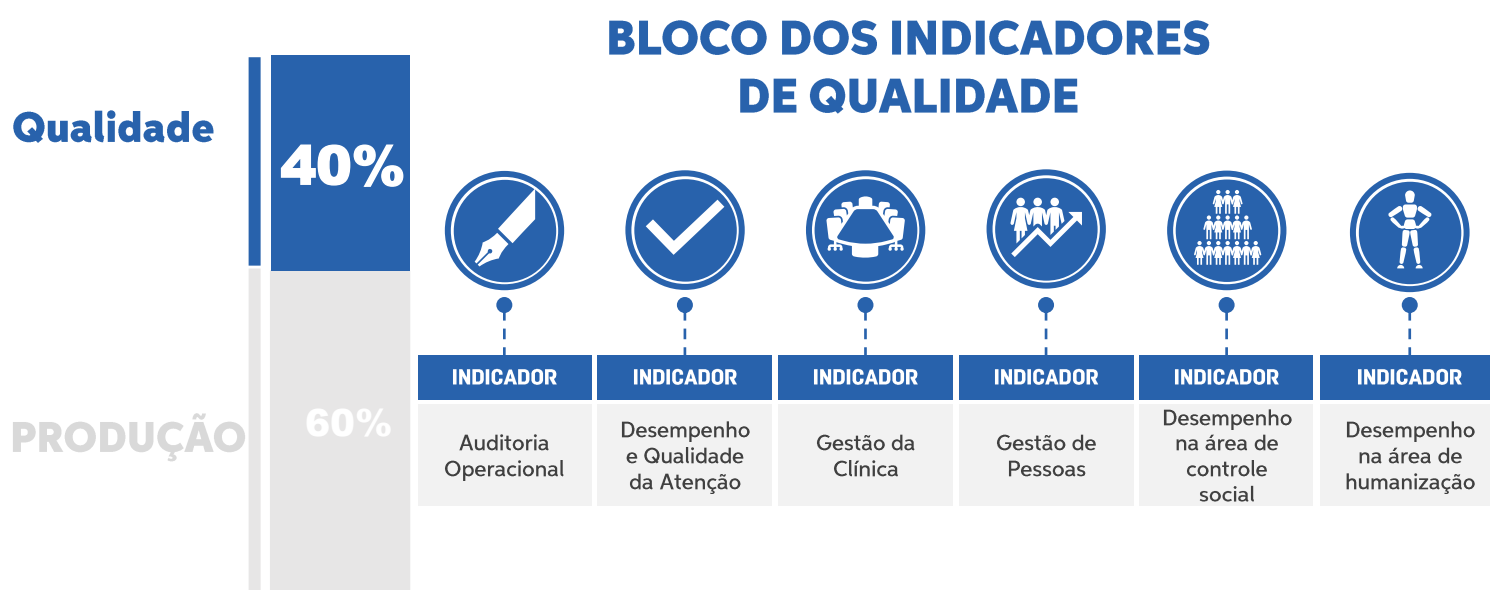 BLOCO DOS INDICADORES
DE QUALIDADE
Qualidade
40%
PRODUÇÃO
60%
INDICADOR
Auditoria
Operacional
INDICADOR
Desempenho
e Qualidade
da Atenção
INDICADOR
Gestão da
Clínica
INDICADOR
Gestão de
Pessoas
INDICADOR
Desempenho
na área de
controle
social
INDICADOR
Desempenho
na área de
humanização